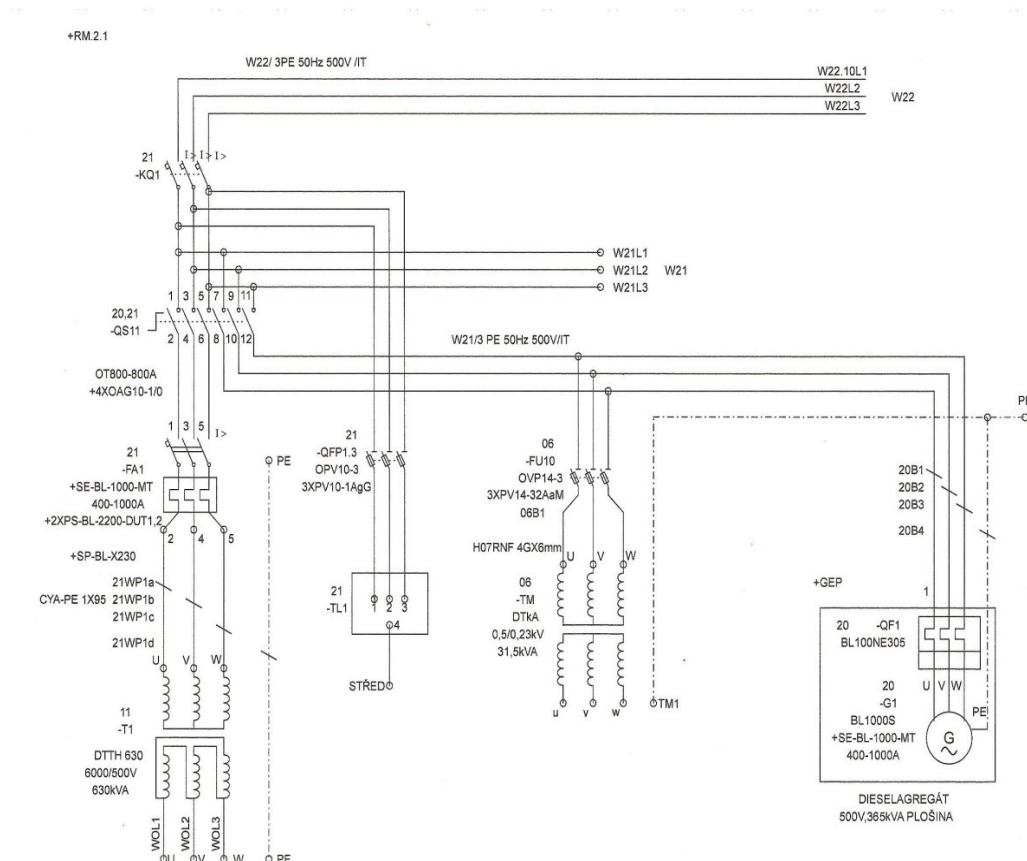 +RM.2.1
W22/ 3PE 50Hz 500V /IT
W22.10L1
W22L2
W22L3
W22
21
-KQ1
I> I> I>
W21L1
W21L2
W21L3
W21
1 3 5 7 9 11
20,21
-QS11
2 4 6 8 10 12
W21/3 PE 50Hz 500V/IT
OT800-800A
+4XOAG10-1/0
1 3 5
I>
21
-FA1
+SE-BL-1000-MT
400-1000A
+2XPS-BL-2200-DUT1,2
2 4 5
+SP-BL-X230
21WP1a
CYA-PE 1X95 21WP1b
21WP1c
21WP1d
U V W
11
-T1
DTTH 630
6000/500V
630kVA
WOL1
WOL2
WOL3
U V W
PE
PE
21
-QFP1.3
OPV10-3
3XPV10-1AgG
21
-TL1
1 2 3
4
STŘED
06
-FU10
OVP14-3
3XPV14-32AaM
06B1
H07RNF 4GX6mm
U V W
06
-TM
DTkA
0,5/0,23kV
31,5kVA
u v w
TM1
PE
20B1
20B2
20B3
20B4
+GEP
1
20 -QF1
BL100NE305
U V W
PE
20
-G1
BL1000S
+SE-BL-1000-MT
400-1000A
G
DIESELAGREGÁT
500V,365kVA PLOŠINA